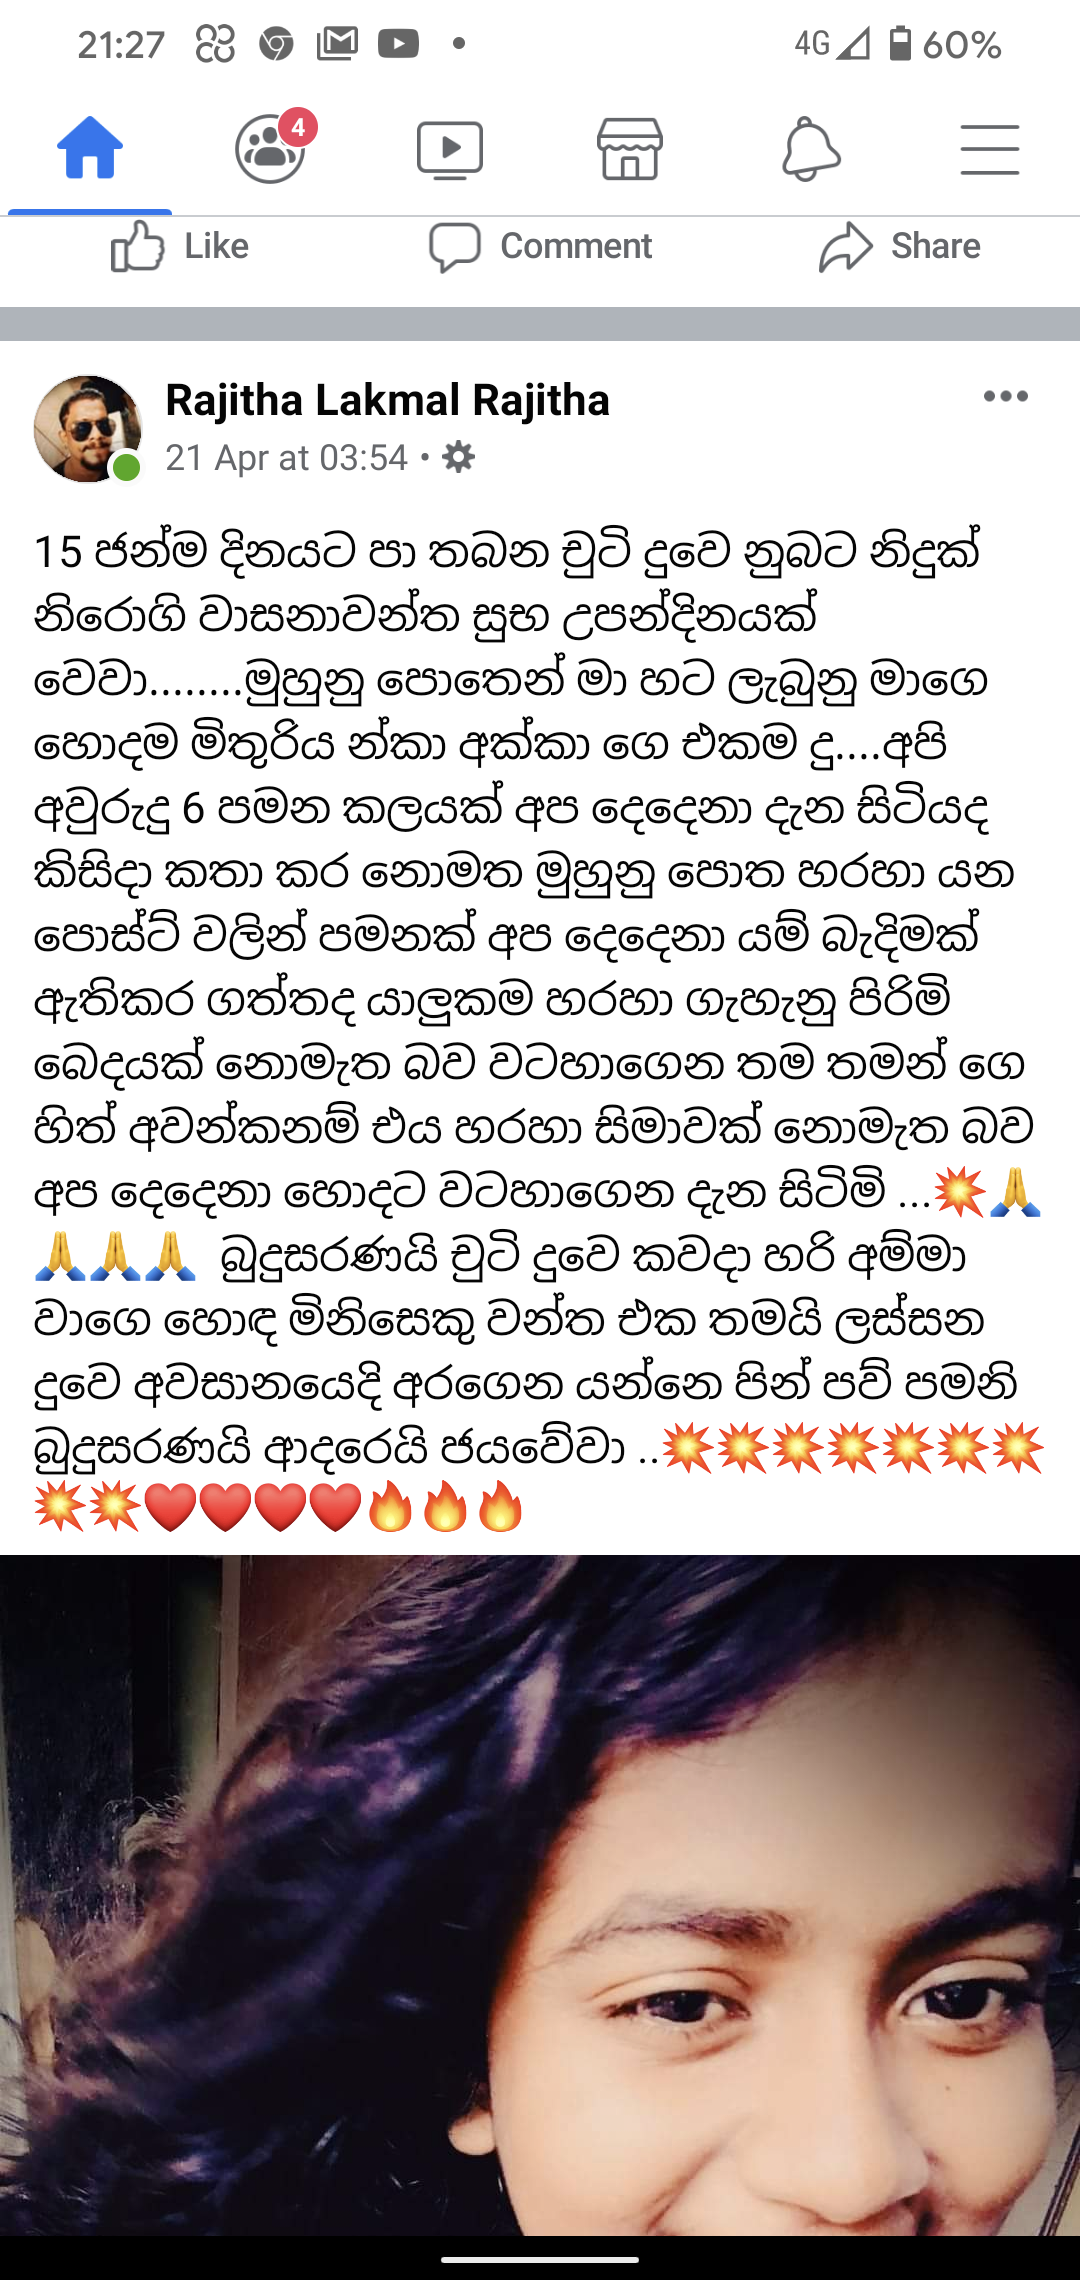 21:27
4G 60%
4
Like Comment Share
Rajitha Lakmal Rajitha
21 Apr at 03:54 •
15 ජන්ම දිනයට පා තබන චුටි දුවෙ නුබට නිදුක්
නිරොගි වාසනාවන්ත සුභ උපන්දිනයක්
වෙවා........මුහුනු පොතෙන් මා හට ලැබුනු මාගෙ
හොදම මිතුරිය න්කා අක්කා ගෙ එකම දු....අපි
අවුරුදු 6 පමන කලයක් අප දෙදෙනා දැන සිටියද
කිසිදා කතා කර නොමත මුහුනු පොත හරහා යන
පොස්ට් වලින් පමනක් අප දෙදෙනා යම් බැදිමක්
ඇතිකර ගත්තද යාලුකම හරහා ගැහැනු පිරිමි
බෙදයක් නොමැත බව වටහාගෙන තම තමන් ගෙ
හිත් අවන්කනම් එය හරහා සිමාවක් නොමැත බව
අප දෙදෙනා හොදට වටහාගෙන දැන සිටිමි ...💥🙏
🙏🙏🙏 බුදුසරණයි චුටි දුවෙ කවදා හරි අම්මා
වාගෙ හොඳ මිනිසෙකු වන්ත එක තමයි ලස්සන
දුවෙ අවසානයෙදි අරගෙන යන්නෙ පින් පව් පමනි
බුදුසරණයි ආදරෙයි ජයවේවා ..💥💥💥💥💥💥💥
💥💥❤️❤️❤️❤️🔥🔥🔥